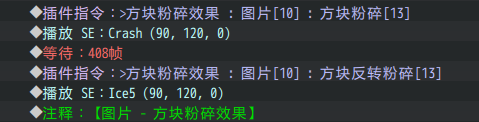 ◆插件指令：>方块粉碎效果 : 图片[10] : 方块粉碎[13]
◆播放 SE：Crash (90, 120, 0)
◆等待：408帧
◆插件指令：>方块粉碎效果 : 图片[10] : 方块反转粉碎[13]
◆播放 SE：Ice5 (90, 120, 0)
◆注释：【图片 - 方块粉碎效果】